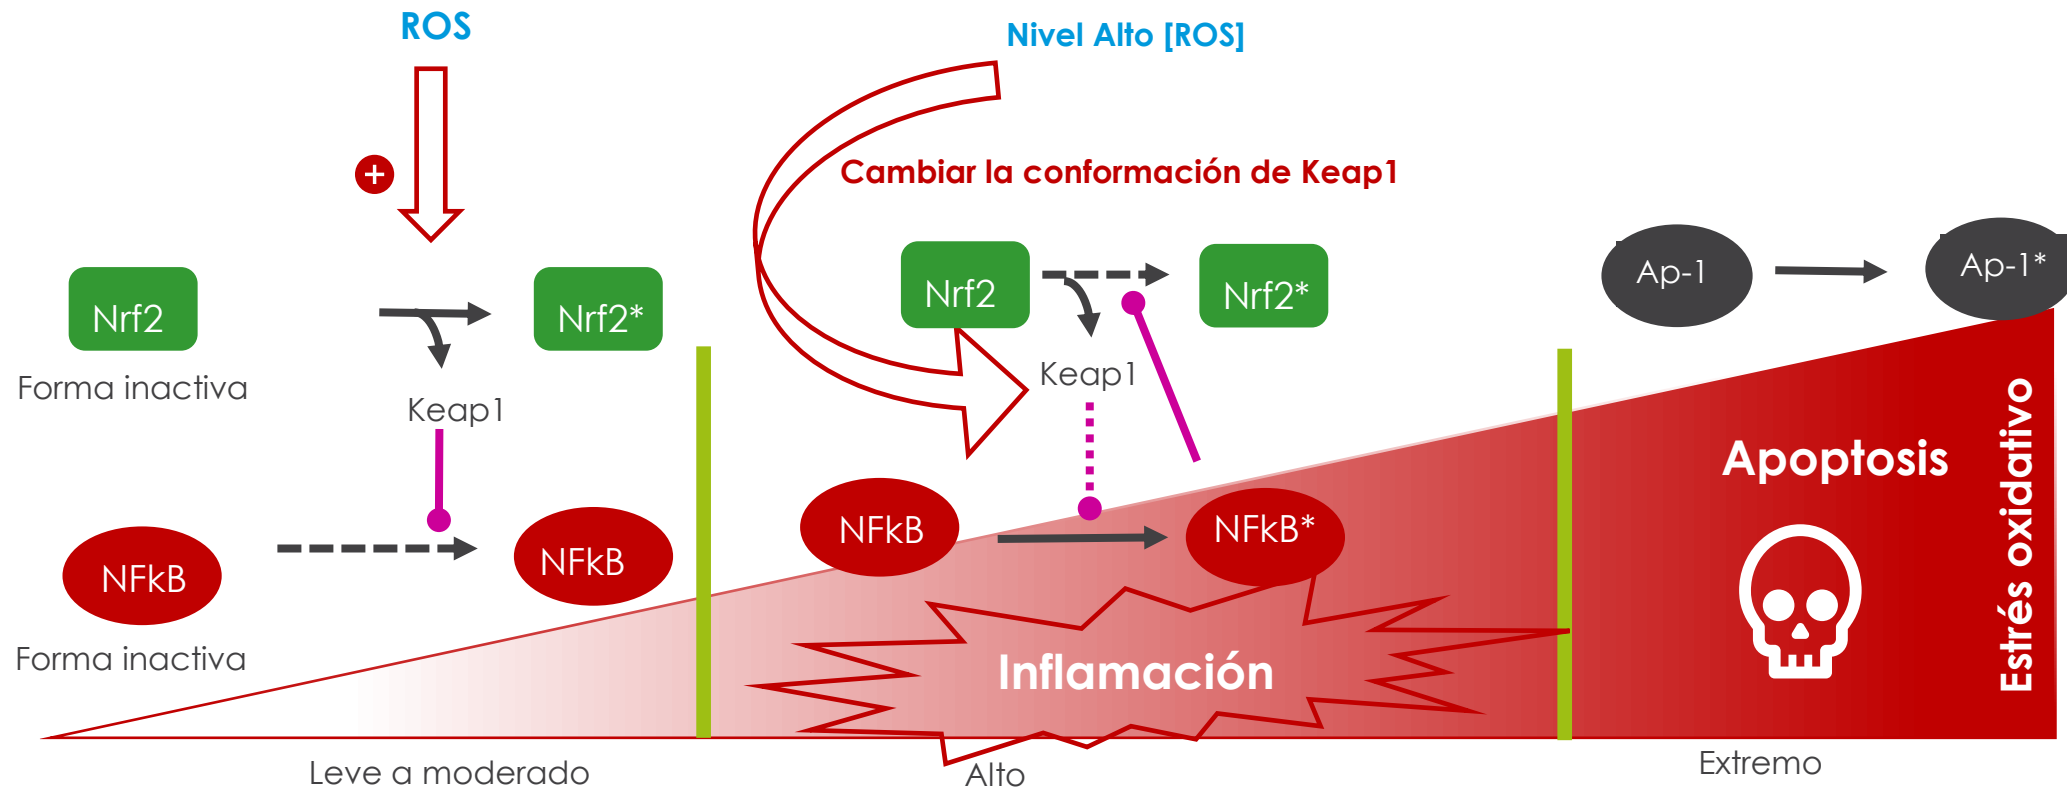 ROS
Nivel Alto [ROS]
+
Cambiar la conformación de Keap1
Nrf2
Nrf2*
Forma inactiva
Keap1
NFkB
NFkB
Forma inactiva
Nrf2
Nrf2*
Keap1
NFkB
NFkB*
Inflamación
Ap-1
Ap-1*
Apoptosis
Estrés oxidativo
Leve a moderado
Alto
Extremo